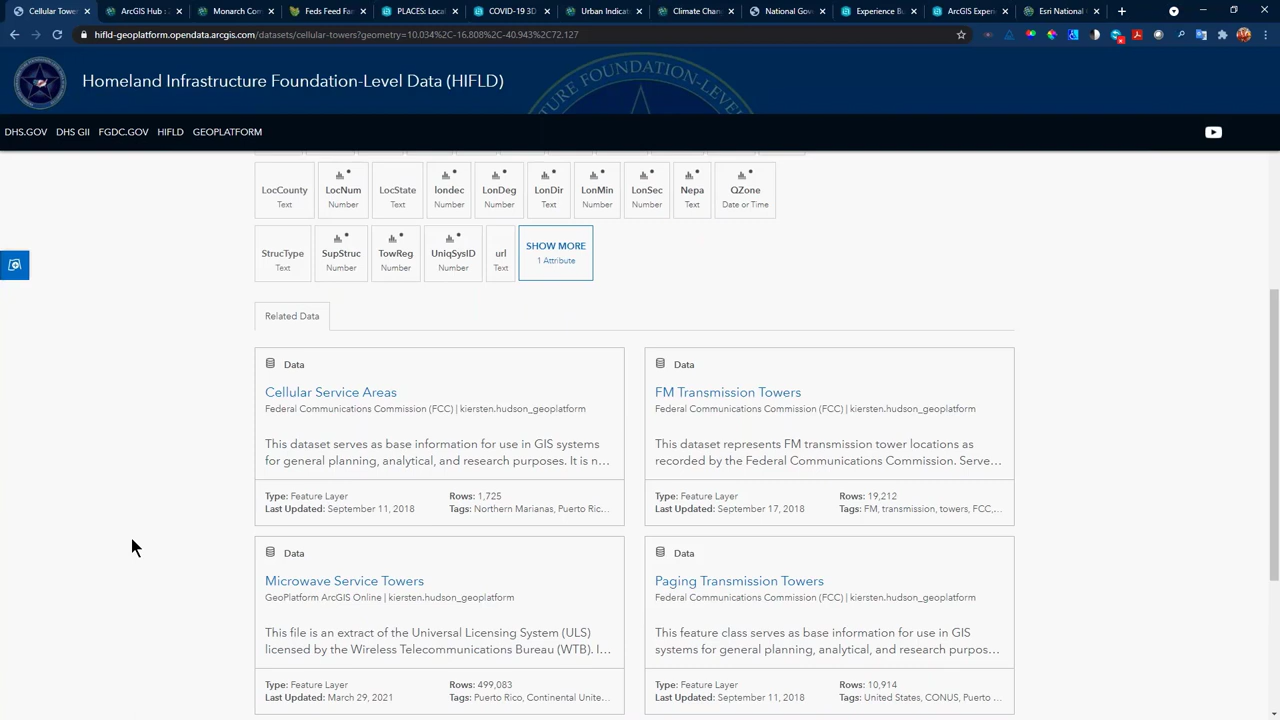 Cellular Tower
ArcGIS Hub :
Monarch Com
Feds Feed Far
PLACES: Local
COVID-19 3D
Urban Indicat
Climate Chang
National Gov
Experience B
ArcGIS Experi
Esri National
hifld-geoplatform.opendata.arcgis.com/datasets/cellular-towers?geometry=10.034%2C-16.808%2C-40.943%2C72.127
Homeland Infrastructure Foundation-Level Data (HIFLD)
DHS.GOV DHS GII FGDC.GOV HIFLD GEOPLATFORM
LocCounty LocNum LocState londec LonDeg LonDir LonMin LonSec Nepa QZone
Text Number Text Number Number Text Number Number Text Date or Time
StrucType SupStruc TowReg UniqSysID url SHOW MORE
Text Number Number Number Text 1 Attribute
Related Data
Data
Cellular Service Areas
Federal Communications Commission (FCC) | kiersten.hudson_geoplatform
This dataset serves as base information for use in GIS systems
for general planning, analytical, and research purposes. It is n...
Type: Feature Layer Rows: 1,725
Last Updated: September 11, 2018 Tags: Northern Marianas, Puerto Ric...
Data
FM Transmission Towers
Federal Communications Commission (FCC) | kiersten.hudson_geoplatform
This dataset represents FM transmission tower locations as
recorded by the Federal Communications Commission. Serve...
Type: Feature Layer Rows: 19,212
Last Updated: September 17, 2018 Tags: FM, transmission, towers, FCC,...
Data
Microwave Service Towers
GeoPlatform ArcGIS Online | kiersten.hudson_geoplatform
This file is an extract of the Universal Licensing System (ULS)
licensed by the Wireless Telecommunications Bureau (WTB). I...
Type: Feature Layer Rows: 499,083
Last Updated: March 29, 2021 Tags: Puerto Rico, Continental Unite...
Data
Paging Transmission Towers
Federal Communications Commission (FCC) | kiersten.hudson_geoplatform
This feature class serves as base information for use in GIS
systems for general planning, analytical, and research purpos...
Type: Feature Layer Rows: 10,914
Last Updated: September 11, 2018 Tags: United States, CONUS, Puerto ...